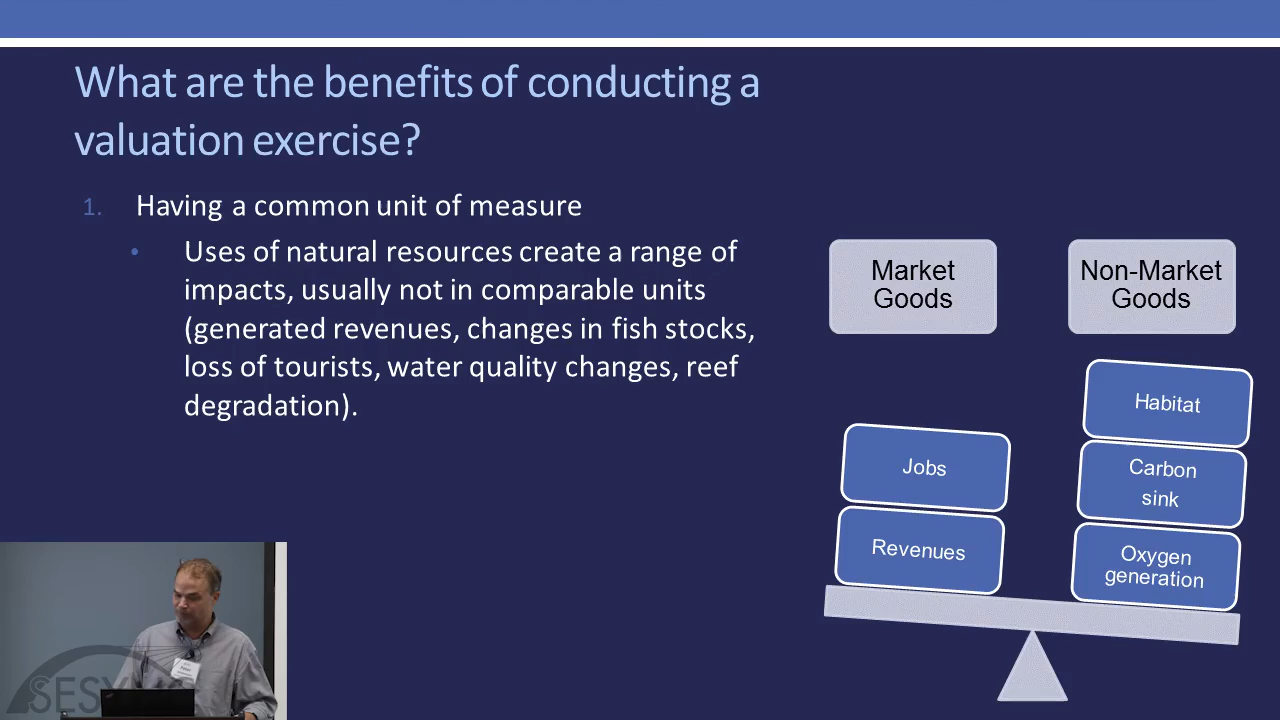 What are the benefits of conducting a
valuation exercise?
1. Having a common unit of measure
• Uses of natural resources create a range of
impacts, usually not in comparable units
(generated revenues, changes in fish stocks,
loss of tourists, water quality changes, reef
degradation).
Market
Goods
Non-Market
Goods
Habitat
Jobs
Carbon
sink
Revenues
Oxygen
generation